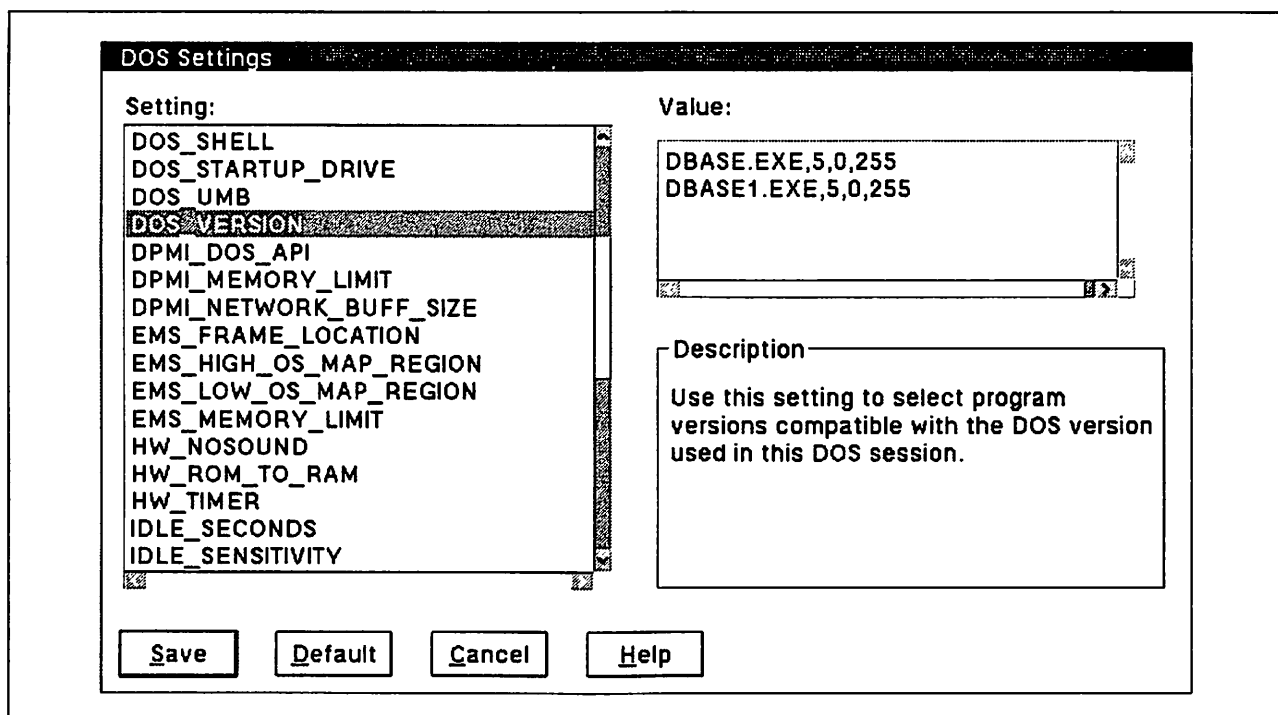 DOS Settings
Setting:
DOS_SHELL
DOS_STARTUP_DRIVE
DOS_UMB
DOS_VERSION
DPMI_DOS_API
DPMI_MEMORY_LIMIT
DPMI_NETWORK_BUFF_SIZE
EMS_FRAME_LOCATION
EMS_HIGH_OS_MAP_REGION
EMS_LOW_OS_MAP_REGION
EMS_MEMORY_LIMIT
HW_NOSOUND
HW_ROM_TO_RAM
HW_TIMER
IDLE_SECONDS
IDLE_SENSITIVITY
Value:
DBASE.EXE,5,0,255
DBASE1.EXE,5,0,255
Description
Use this setting to select program
versions compatible with the DOS version
used in this DOS session.
Save Default Cancel Help